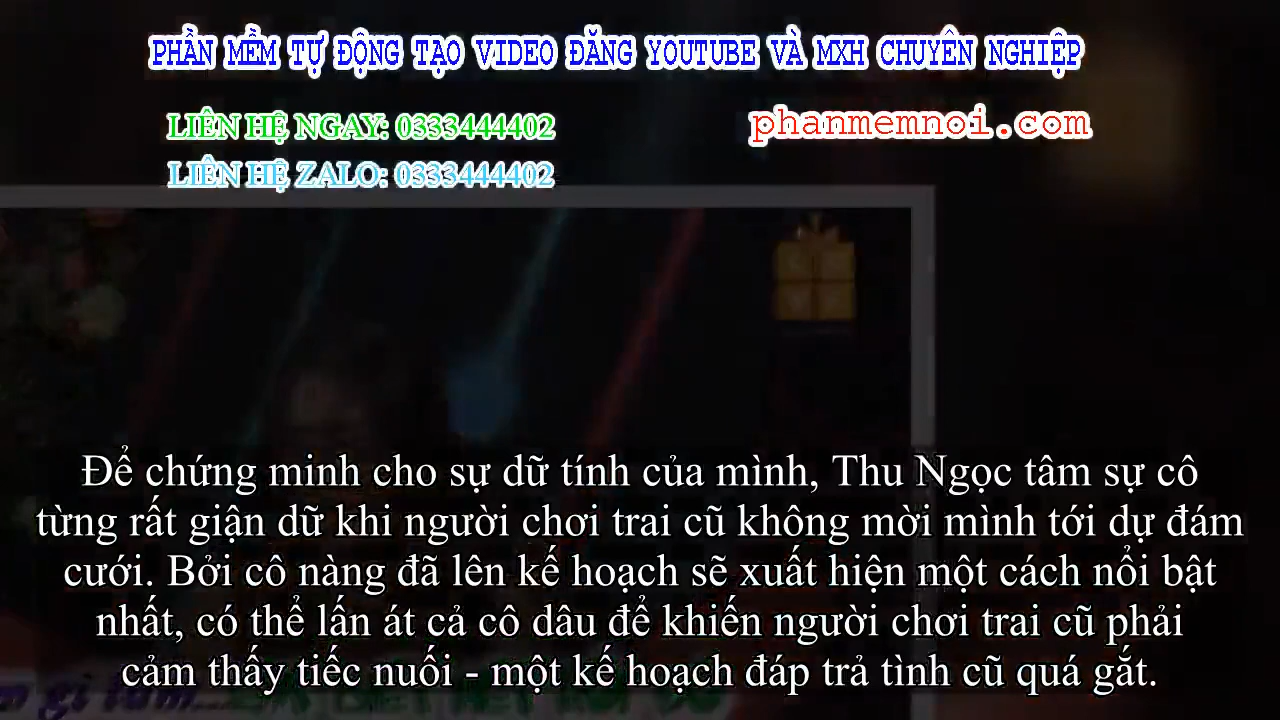 PHẦN MỀM TỰ ĐỘNG TẠO VIDEO ĐĂNG YOUTUBE VÀ MXH CHUYÊN NGHIỆP
LIÊN HỆ NGAY: 0333444402
phanmemnoi.com
LIÊN HỆ ZALO: 0333444402
Để chứng minh cho sự dữ tính của mình, Thu Ngọc tâm sự cô
từng rất giận dữ khi người chơi trai cũ không mời mình tới dự đám
cưới. Bởi cô nàng đã lên kế hoạch sẽ xuất hiện một cách nổi bật
nhất, có thể lấn át cả cô dâu để khiến người chơi trai cũ phải
cảm thấy tiếc nuối - một kế hoạch đáp trả tình cũ quá gắt.